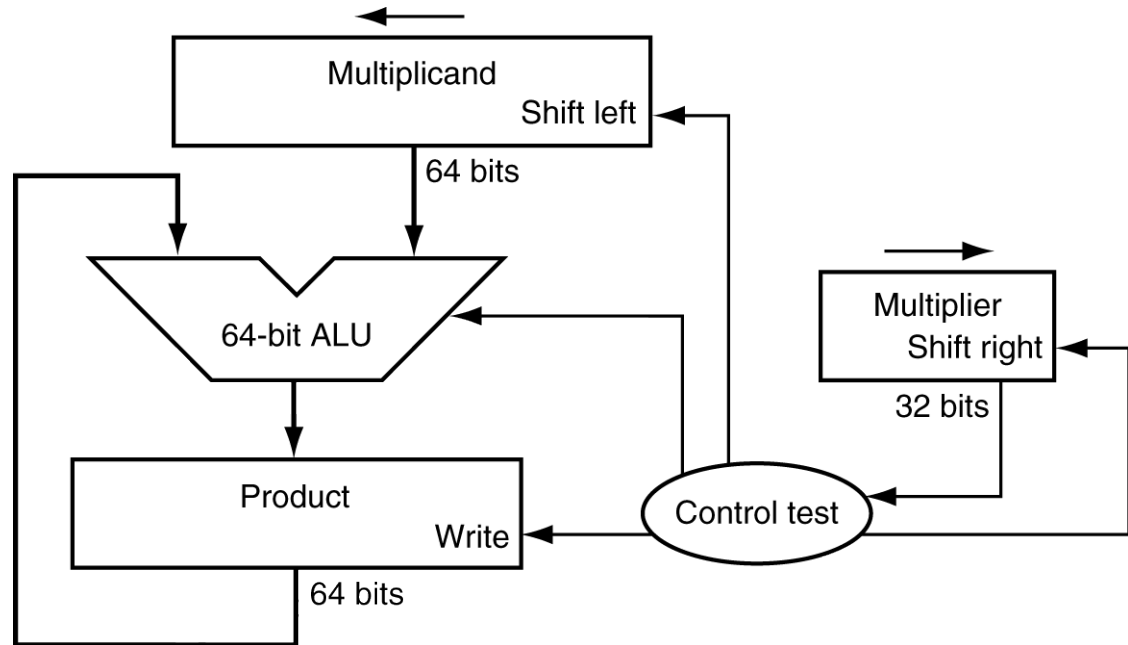 Multiplicand
Shift left
64 bits
64-bit ALU
Multiplier
Shift right
32 bits
Product
Write
Control test
64 bits